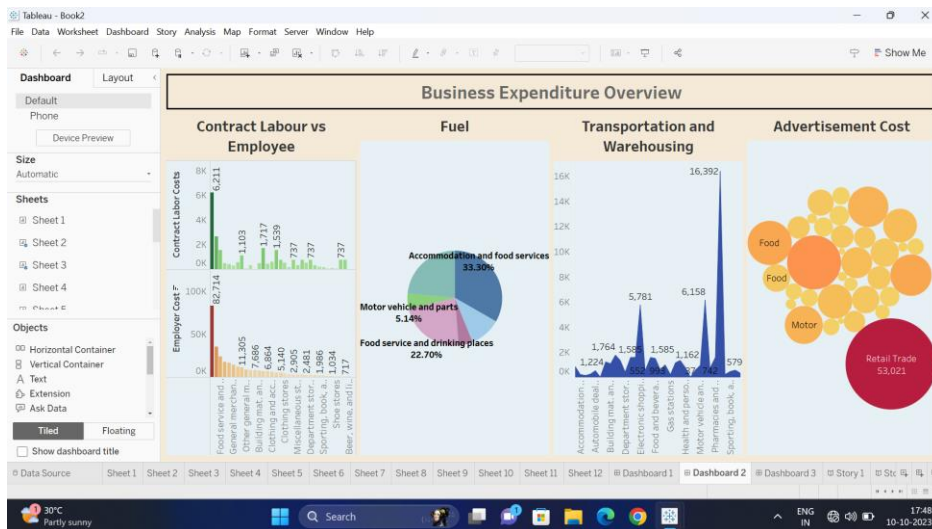 Tableau - Book2
File Data Worksheet Dashboard Story Analysis Map Format Server Window Help
Show Me
Dashboard Layout
Default
Phone
Device Preview
Size
Automatic
Sheets
Sheet 1
Sheet 2
Sheet 3
Sheet 4
Objects
Horizontal Container
Vertical Container
Text
Extension
Ask Data
Tiled Floating
Show dashboard title
Business Expenditure Overview
Contract Labour vs
Employee
Contract Labor Costs
8K
6K
4K
2K
0K
6,211
1,103
1,717
1,539
737
737
737
Employer Cost
100K
50K
0K
82,714
11,305
7,686
6,864
5,140
2,905
2,481
1,986
1,034
717
Food service and ..
General merchan..
Other general m..
Building mat. an..
Clothing and acc..
Clothing stores
Miscellaneous st..
Department stor..
Sporting, book, a..
Shoe stores
Beer, wine, and li..
Fuel
Accommodation and food services
33.30%
Motor vehicle and parts
5.14%
Food service and drinking places
22.70%
Transportation and
Warehousing
16K
14K
12K
10K
8K
6K
4K
2K
0K
16,392
5,781
6,158
1,764
1,585
1,585
1,224
1,162
552
993
742
579
Accommodation ..
Automobile deal..
Building mat. an..
Department stor..
Electronic shoppi..
Food and bevera..
Gas stations
Health and perso..
Motor vehicle an..
Pharmacies and ..
Sporting, book, a..
Advertisement Cost
Food
Food
Motor
Retail Trade
53,021
Data Source Sheet 1 Sheet 2 Sheet 3 Sheet 4 Sheet 5 Sheet 6 Sheet 7 Sheet 8 Sheet 9 Sheet 10 Sheet 11 Sheet 12 Dashboard 1 Dashboard 2 Dashboard 3 Story 1
30°C
Partly sunny
Search
ENG
IN
17:48
10-10-2023